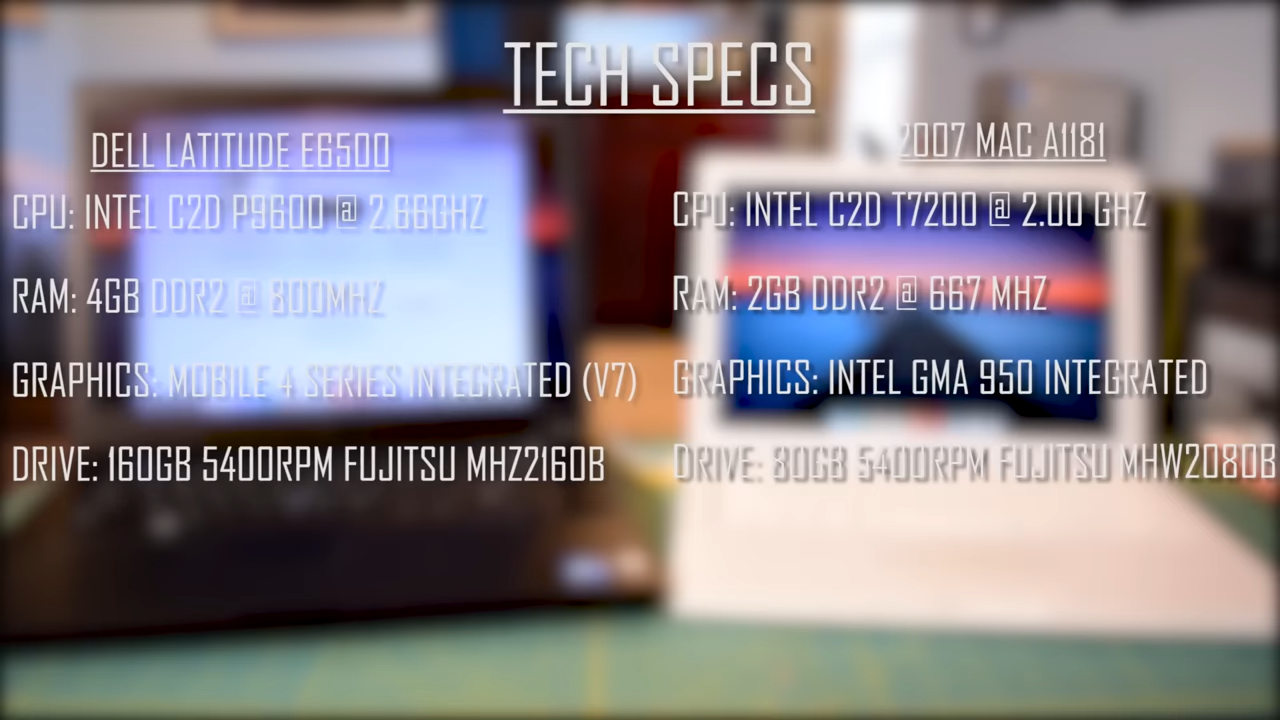 TECH SPECS
DELL LATITUDE E6500
CPU: INTEL C2D P9600 @ 2.66GHZ
RAM: 4GB DDR2 @ 800MHZ
GRAPHICS: MOBILE 4 SERIES INTEGRATED (V7)
DRIVE: 160GB 5400RPM FUJITSU MHZ2160B
2007 MAC A1181
CPU: INTEL C2D T7200 @ 2.00 GHZ
RAM: 2GB DDR2 @ 667 MHZ
GRAPHICS: INTEL GMA 950 INTEGRATED
DRIVE: 80GB 5400RPM FUJITSU MHW2080B